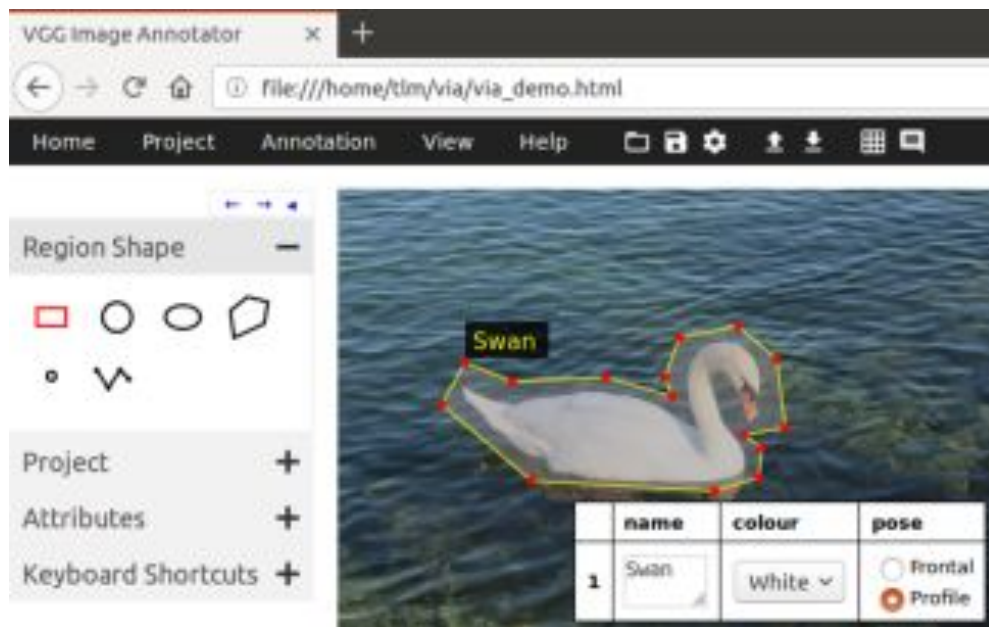 VGG Image Annotator
file:///home/tlm/via/via_demo.html
Home Project Annotation View Help
Region Shape
Swan
Project
Attributes
Keyboard Shortcuts
name colour pose
1 Swan White Frontal
Profile